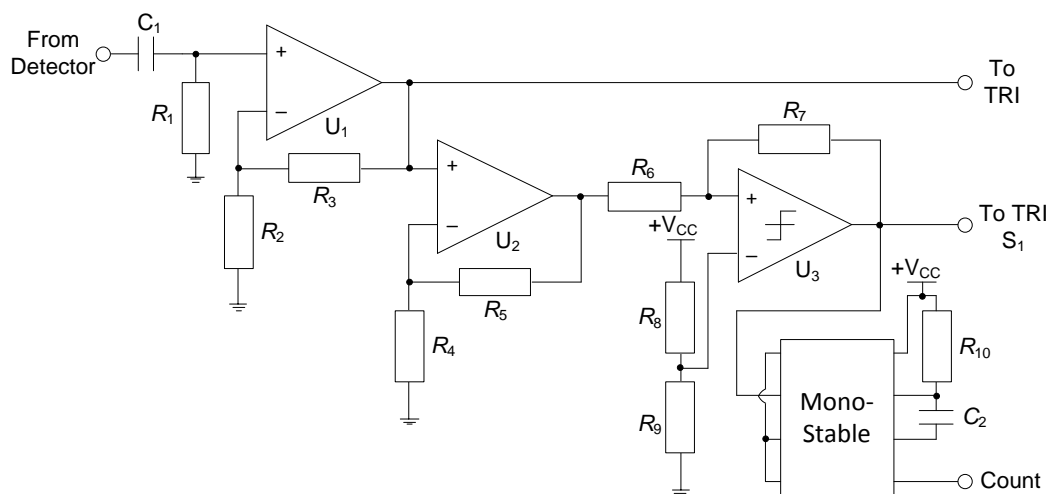 C1
From
Detector
+
−
U1
R1
To
TRI
R3
R2
+
−
U2
R5
R4
R6
+VCC
R7
+
−
U3
To TRI
S1
+VCC
R8
R9
R10
Mono-
Stable
C2
Count